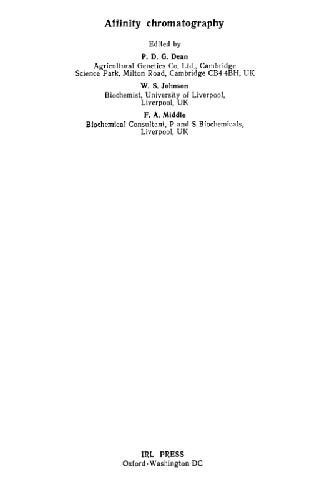 Affinity chromatography
Edited by
P. D. G. Dean
Agricultural Genetics Co. Ltd., Cambridge
Science Park, Milton Road, Cambridge CB4 4BH, UK
W. S. Johnson
Biochemist, University of Liverpool,
Liverpool, UK
F. A. Middle
Biochemical Consultant, P and S Biochemicals,
Liverpool, UK
IRL PRESS
Oxford·Washington DC